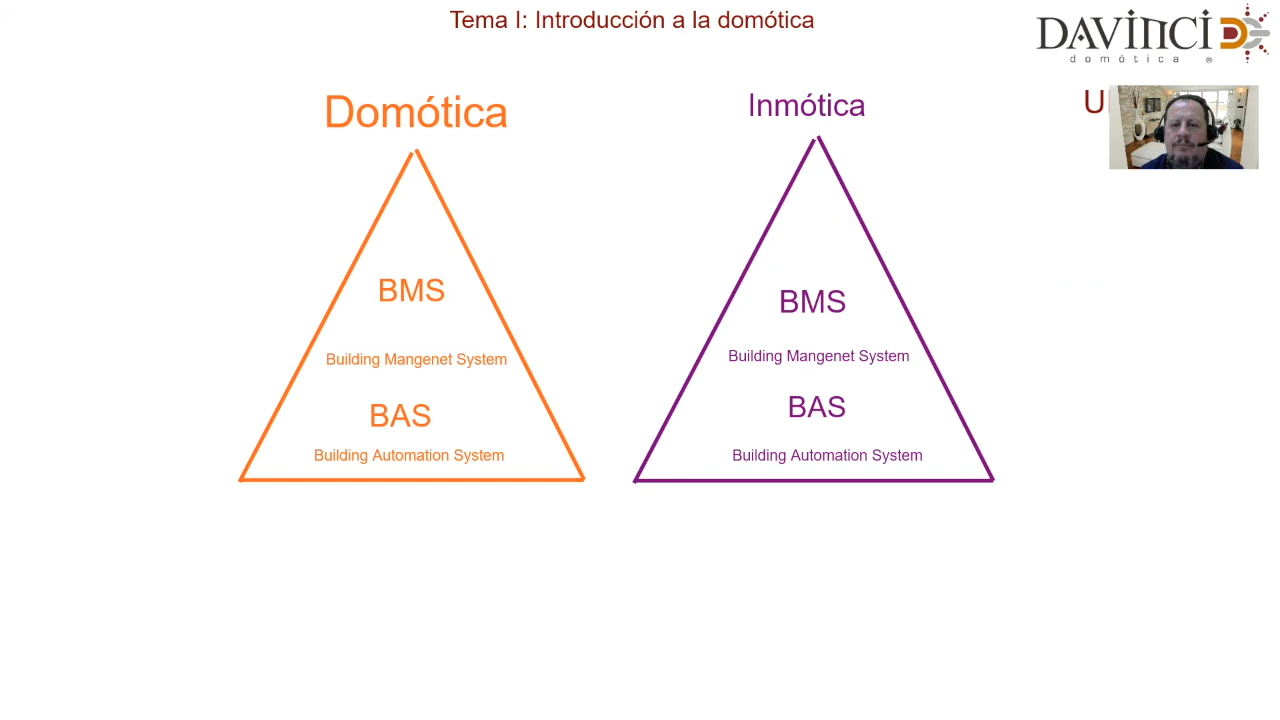 Tema I: Introducción a la domótica
DAVINCI
domótica ®
Domótica
Inmótica
BMS
Building Mangenet System
BAS
Building Automation System
BMS
Building Mangenet System
BAS
Building Automation System